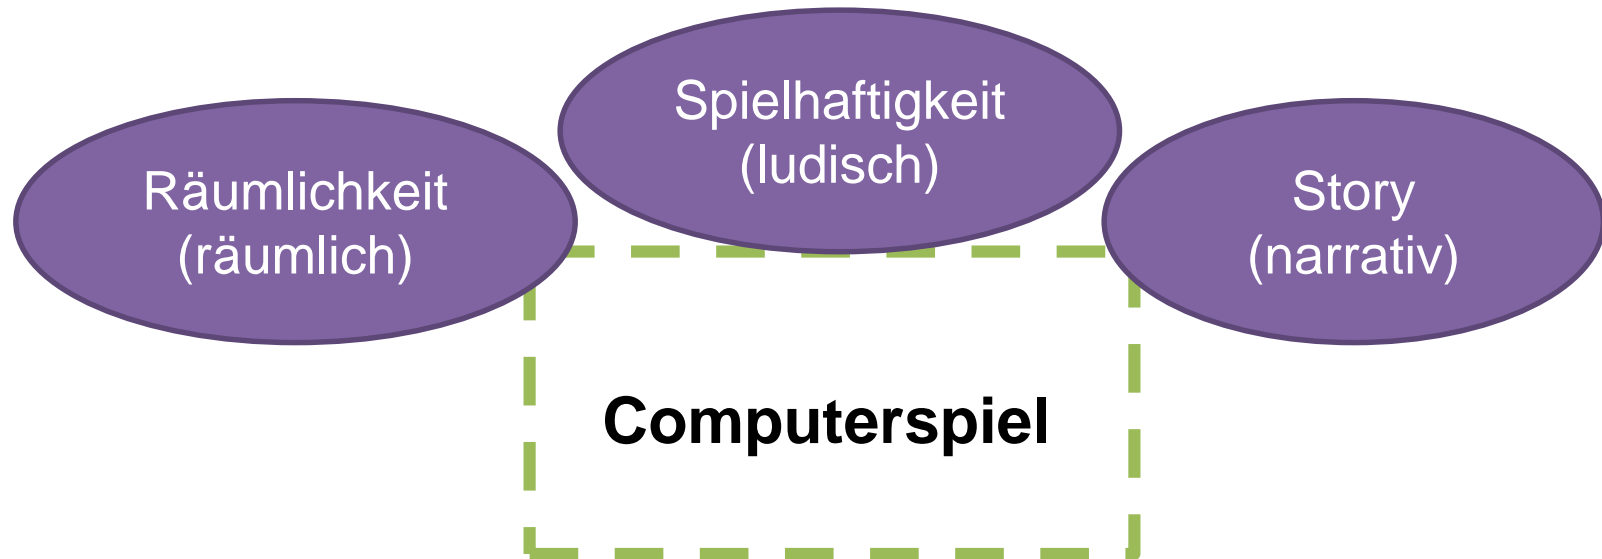 Spielhaftigkeit
(ludisch)
Räumlichkeit
(räumlich)
Story
(narrativ)
Computerspiel